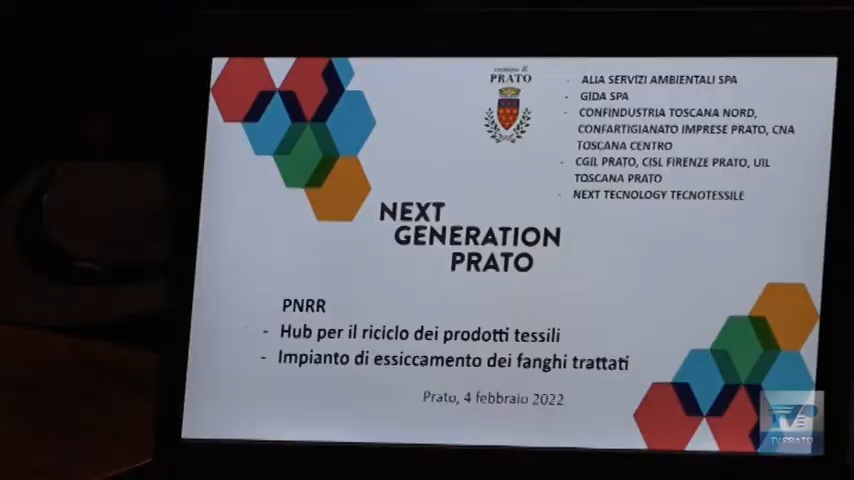 comune di
PRATO
- ALIA SERVIZI AMBIENTALI SPA
- GIDA SPA
- CONFINDUSTRIA TOSCANA NORD,
CONFARTIGIANATO IMPRESE PRATO, CNA
TOSCANA CENTRO
- CGIL PRATO, CISL FIRENZE PRATO, UIL
TOSCANA PRATO
- NEXT TECNOLOGY TECNOTESSILE
NEXT
GENERATION
PRATO
PNRR
- Hub per il riciclo dei prodotti tessili
- Impianto di essiccamento dei fanghi trattati
Prato, 4 febbraio 2022
TVP
TV PRATO